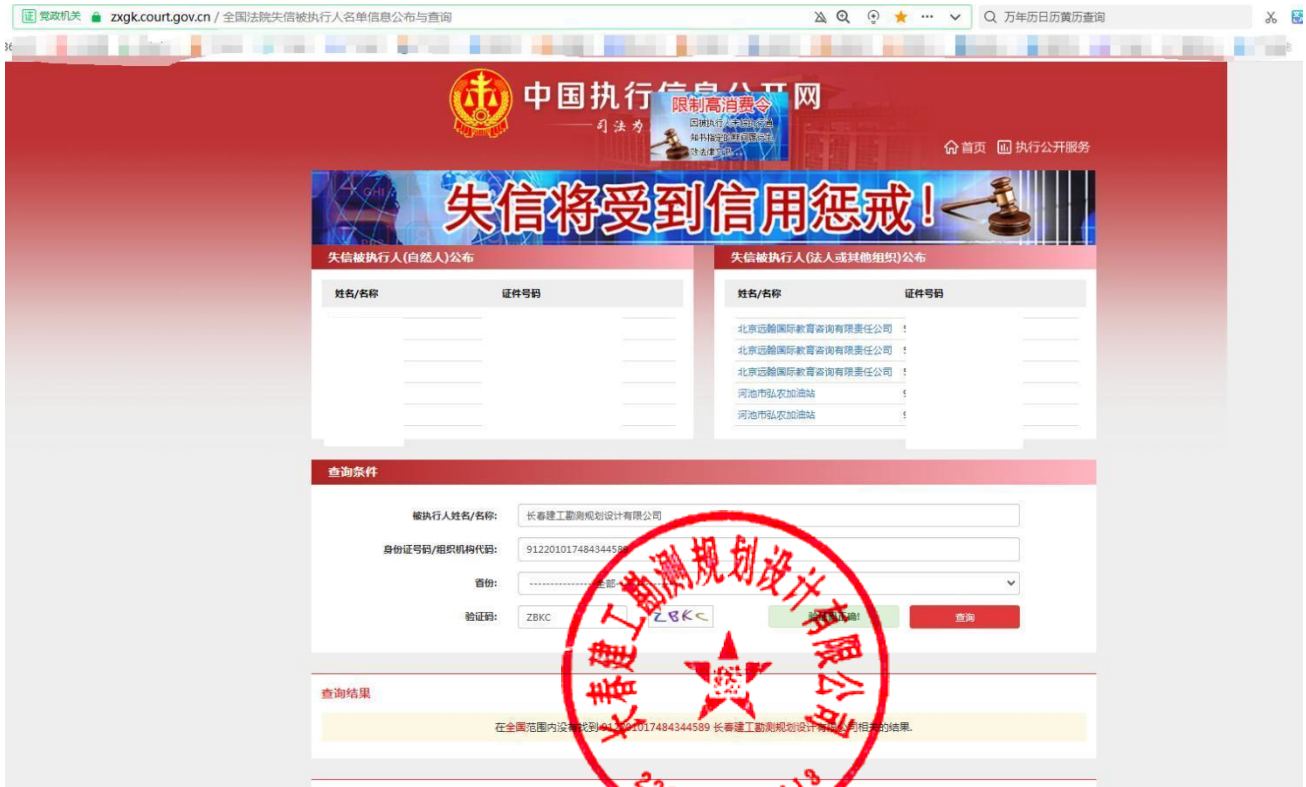 证 党政机关 zxgk.court.gov.cn / 全国法院失信被执行人名单信息公布与查询
万年历日历黄历查询
中国执行信息公开网
司法为
限制高消费令
首页 执行公开服务
失信将受到信用惩戒!
失信被执行人(自然人)公布
姓名/名称 证件号码
失信被执行人(法人或其他组织)公布
姓名/名称 证件号码
北京远翰国际教育咨询有限责任公司
北京远翰国际教育咨询有限责任公司
北京远翰国际教育咨询有限责任公司
河池市弘农加油站 9
河池市弘农加油站 9
查询条件
被执行人姓名/名称: 长春建工勘测规划设计有限公司
身份证号码/组织机构代码: 912201017484344589
省份: ----------------全部----------------
验证码: ZBKC ZBKC 验证码正确! 查询
查询结果
在全国范围内没有找到 912201017484344589 长春建工勘测规划设计有限公司相关的结果.
长春建工勘测规划设计有限公司